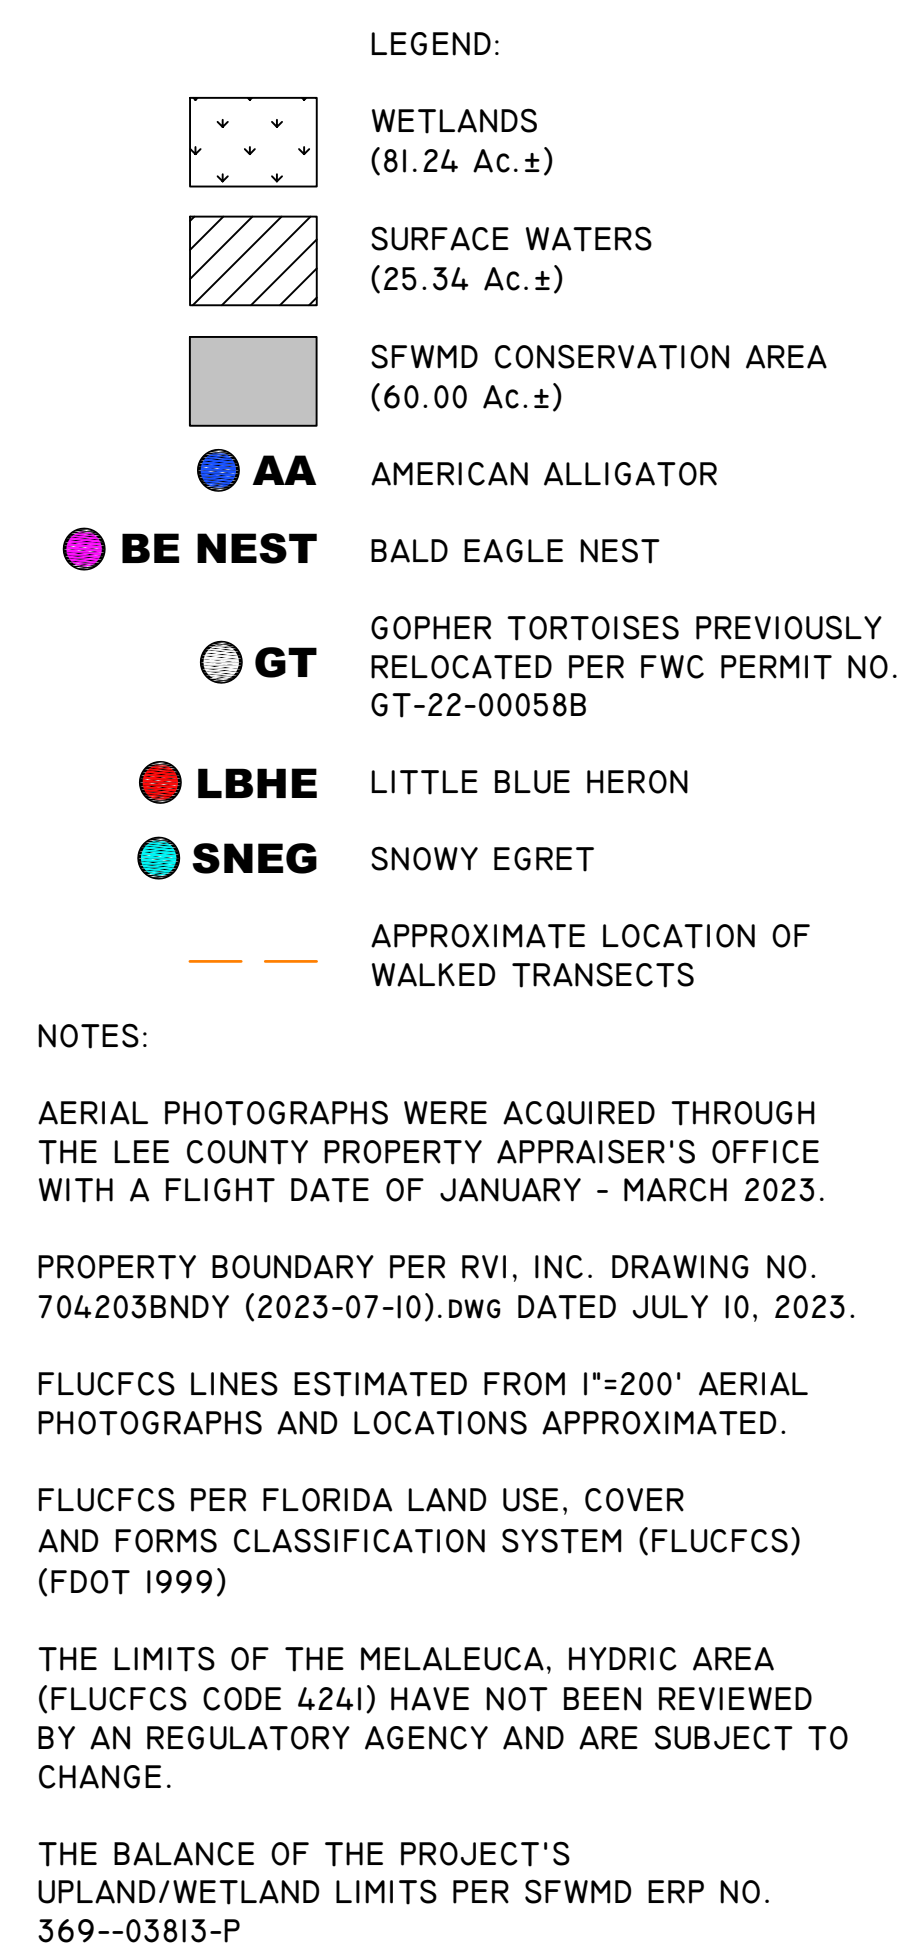 LEGEND:
WETLANDS
(81.24 Ac.±)
SURFACE WATERS
(25.34 Ac.±)
SFWMD CONSERVATION AREA
(60.00 Ac.±)
AA AMERICAN ALLIGATOR
BE NEST BALD EAGLE NEST
GOPHER TORTOISES PREVIOUSLY
GT RELOCATED PER FWC PERMIT NO.
GT-22-00058B
LBHE LITTLE BLUE HERON
SNEG SNOWY EGRET
APPROXIMATE LOCATION OF
WALKED TRANSECTS
NOTES:
AERIAL PHOTOGRAPHS WERE ACQUIRED THROUGH
THE LEE COUNTY PROPERTY APPRAISER'S OFFICE
WITH A FLIGHT DATE OF JANUARY - MARCH 2023.
PROPERTY BOUNDARY PER RVI, INC. DRAWING NO.
704203BNDY (2023-07-10).DWG DATED JULY 10, 2023.
FLUCFCS LINES ESTIMATED FROM 1"=200' AERIAL
PHOTOGRAPHS AND LOCATIONS APPROXIMATED.
FLUCFCS PER FLORIDA LAND USE, COVER
AND FORMS CLASSIFICATION SYSTEM (FLUCFCS)
(FDOT 1999)
THE LIMITS OF THE MELALEUCA, HYDRIC AREA
(FLUCFCS CODE 4241) HAVE NOT BEEN REVIEWED
BY AN REGULATORY AGENCY AND ARE SUBJECT TO
CHANGE.
THE BALANCE OF THE PROJECT'S
UPLAND/WETLAND LIMITS PER SFWMD ERP NO.
369--03813-P